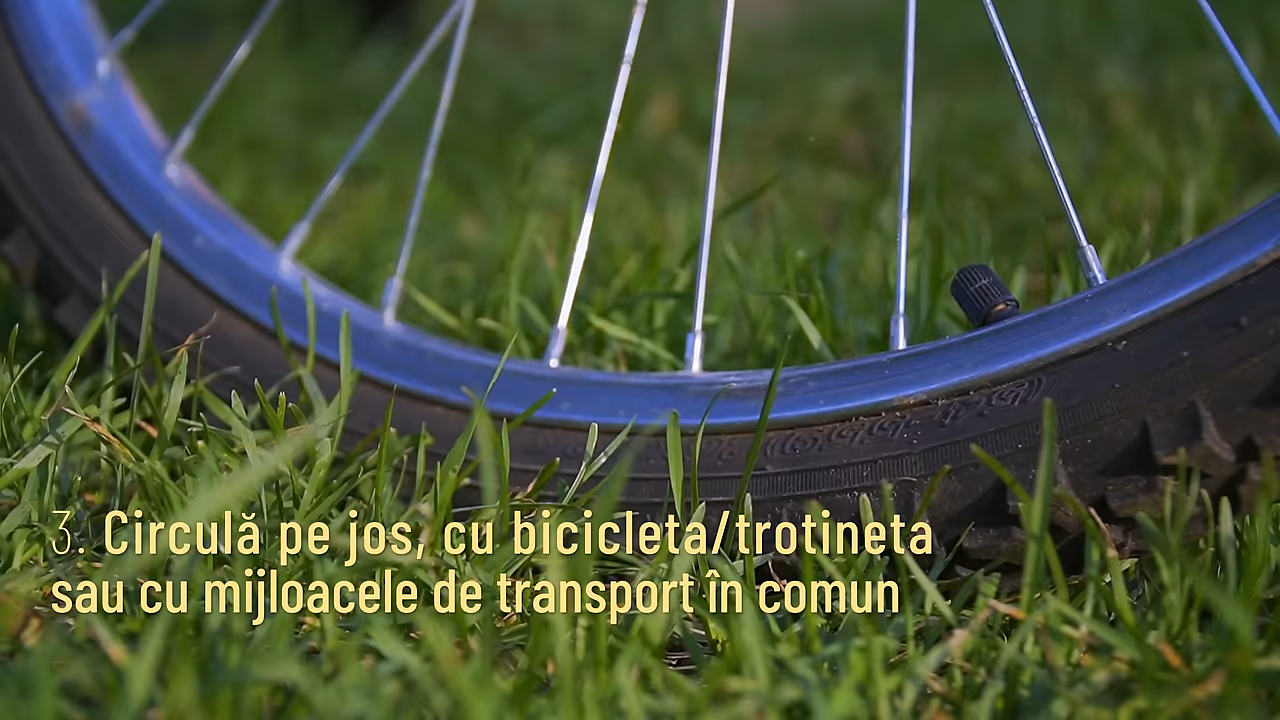 3. Circulă pe jos, cu bicicleta/trotineta
sau cu mijloacele de transport în comun